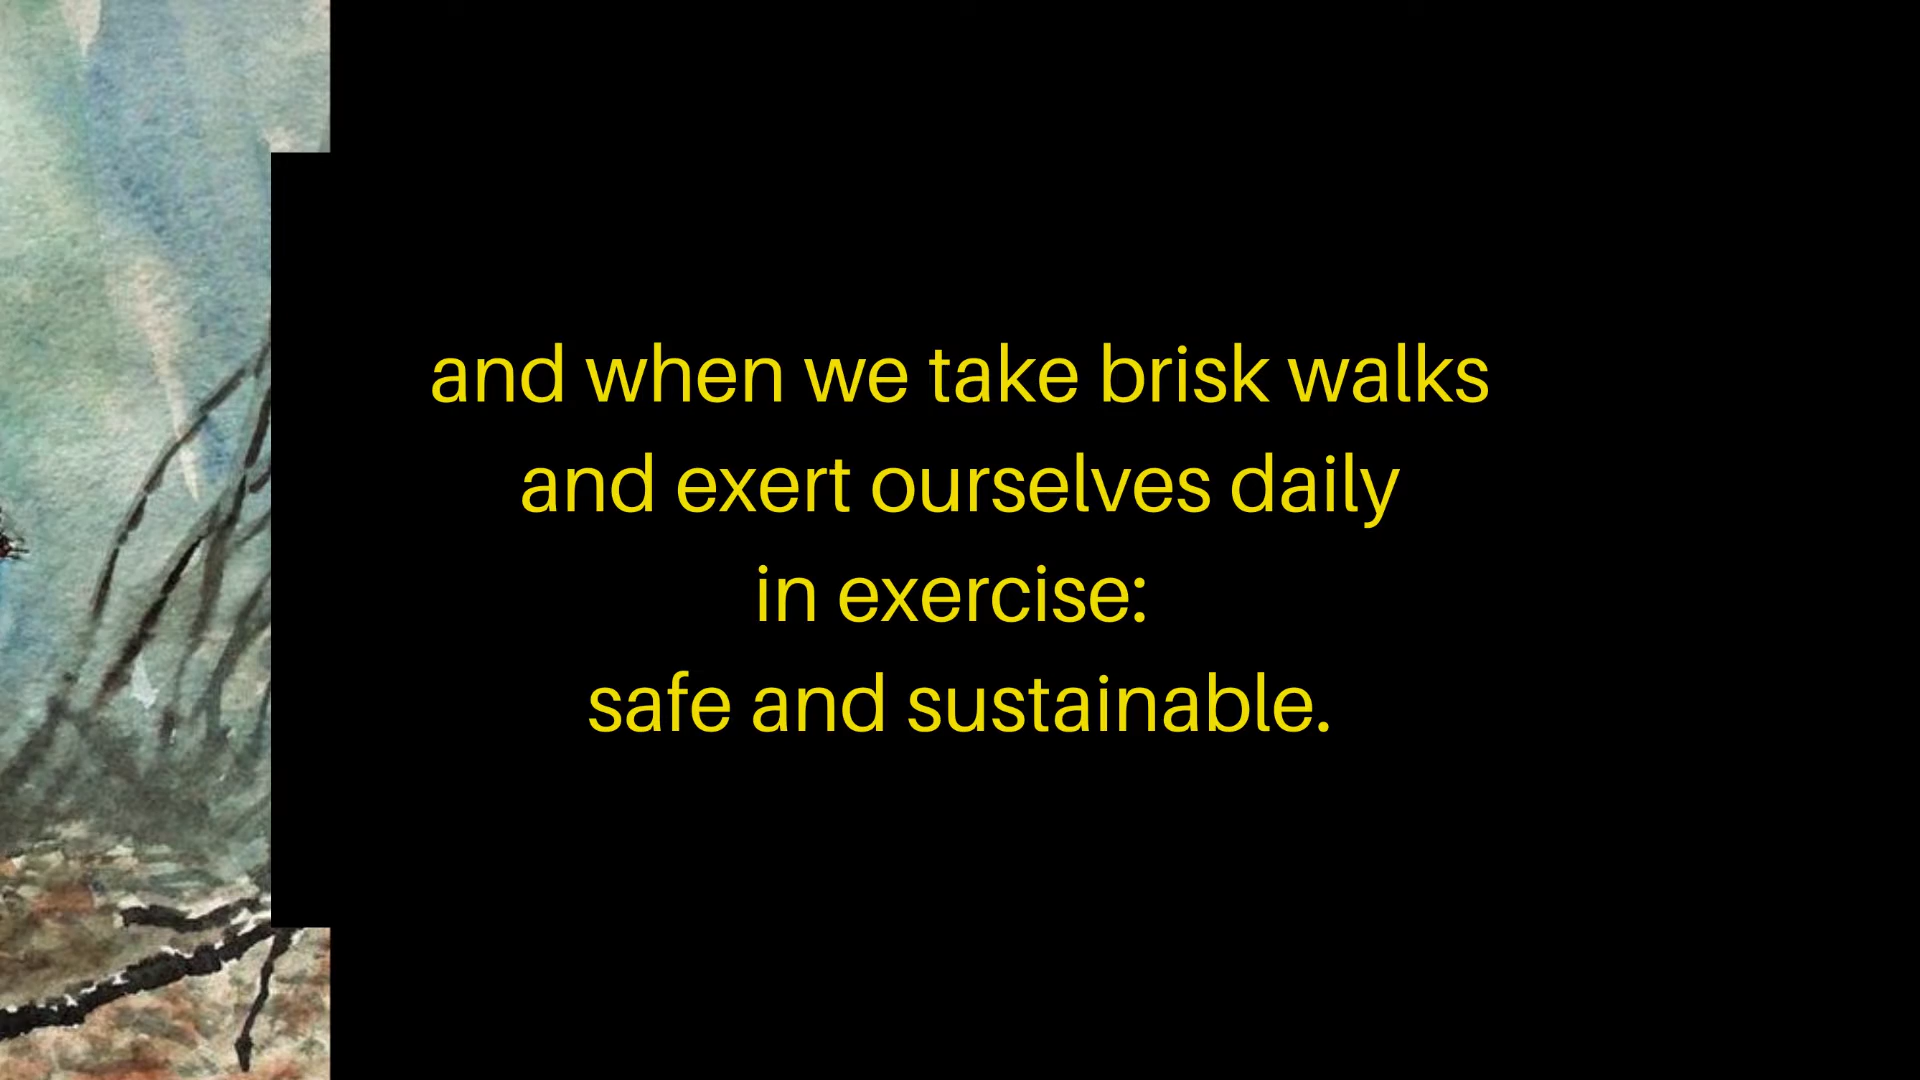 and when we take brisk walks
and exert ourselves daily
in exercise:
safe and sustainable.